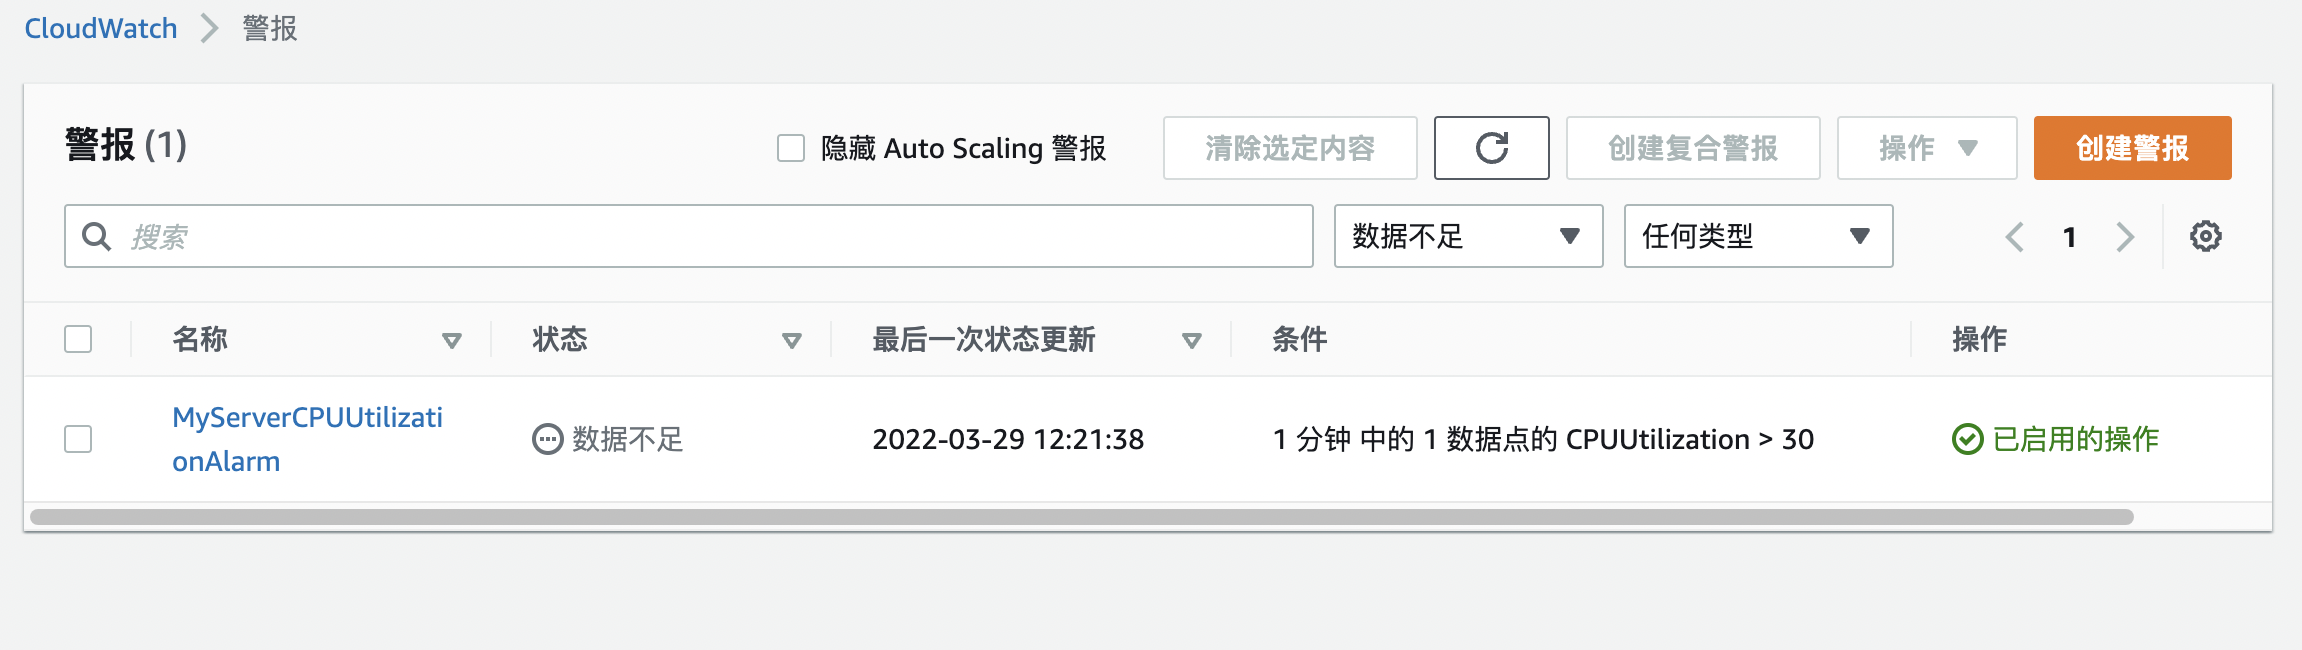 CloudWatch 警报
警报 (1) 隐藏 Auto Scaling 警报 清除选定内容 创建复合警报 操作 创建警报
搜索 数据不足 任何类型 1
名称 状态 最后一次状态更新 条件 操作
MyServerCPUUtilizati
onAlarm
数据不足 2022-03-29 12:21:38 1 分钟 中的 1 数据点的 CPUUtilization > 30 已启用的操作